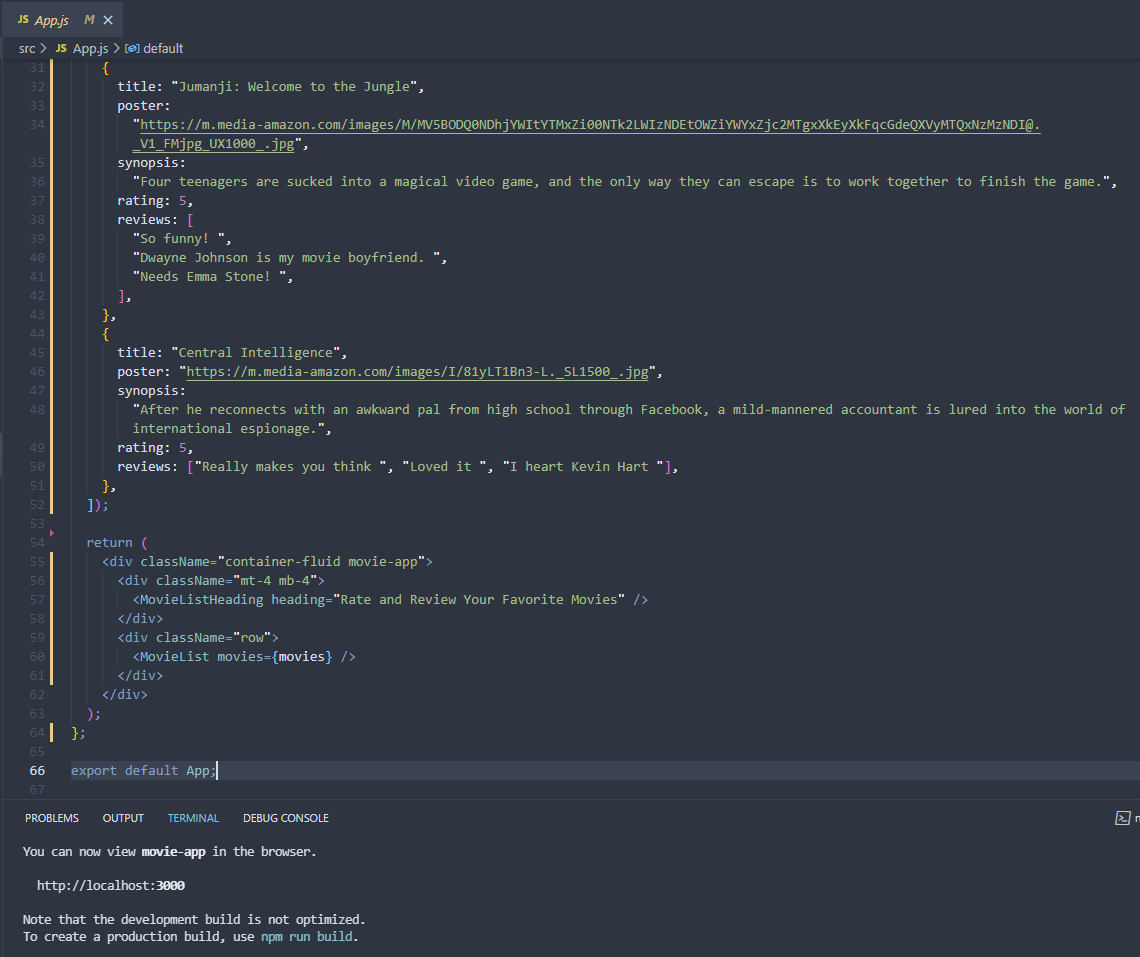 JS App.js M ×
src > JS App.js > default
31 {
32 title: "Jumanji: Welcome to the Jungle",
33 poster:
34 "https://m.media-amazon.com/images/M/MV5BODQ0NDhjYWItYTMxZi00NTk2LWIzNDEtOWZiYWYxZjc2MTgxXkEyXkFqcGdeQXVyMTQxNzMzNDI@.
_V1_FMjpg_UX1000_.jpg",
35 synopsis:
36 "Four teenagers are sucked into a magical video game, and the only way they can escape is to work together to finish the game.",
37 rating: 5,
38 reviews: [
39 "So funny! ",
40 "Dwayne Johnson is my movie boyfriend. ",
41 "Needs Emma Stone! ",
42 ],
43 },
44 {
45 title: "Central Intelligence",
46 poster: "https://m.media-amazon.com/images/I/81yLT1Bn3-L._SL1500_.jpg",
47 synopsis:
48 "After he reconnects with an awkward pal from high school through Facebook, a mild-mannered accountant is lured into the world of
international espionage.",
49 rating: 5,
50 reviews: ["Really makes you think ", "Loved it ", "I heart Kevin Hart "],
51 },
52 ]);
53
54 return (
55 <div className="container-fluid movie-app">
56 <div className="mt-4 mb-4">
57 <MovieListHeading heading="Rate and Review Your Favorite Movies" />
58 </div>
59 <div className="row">
60 <MovieList movies={movies} />
61 </div>
62 </div>
63 );
64 };
65
66 export default App;
67
PROBLEMS OUTPUT TERMINAL DEBUG CONSOLE
You can now view movie-app in the browser.
http://localhost:3000
Note that the development build is not optimized.
To create a production build, use npm run build.